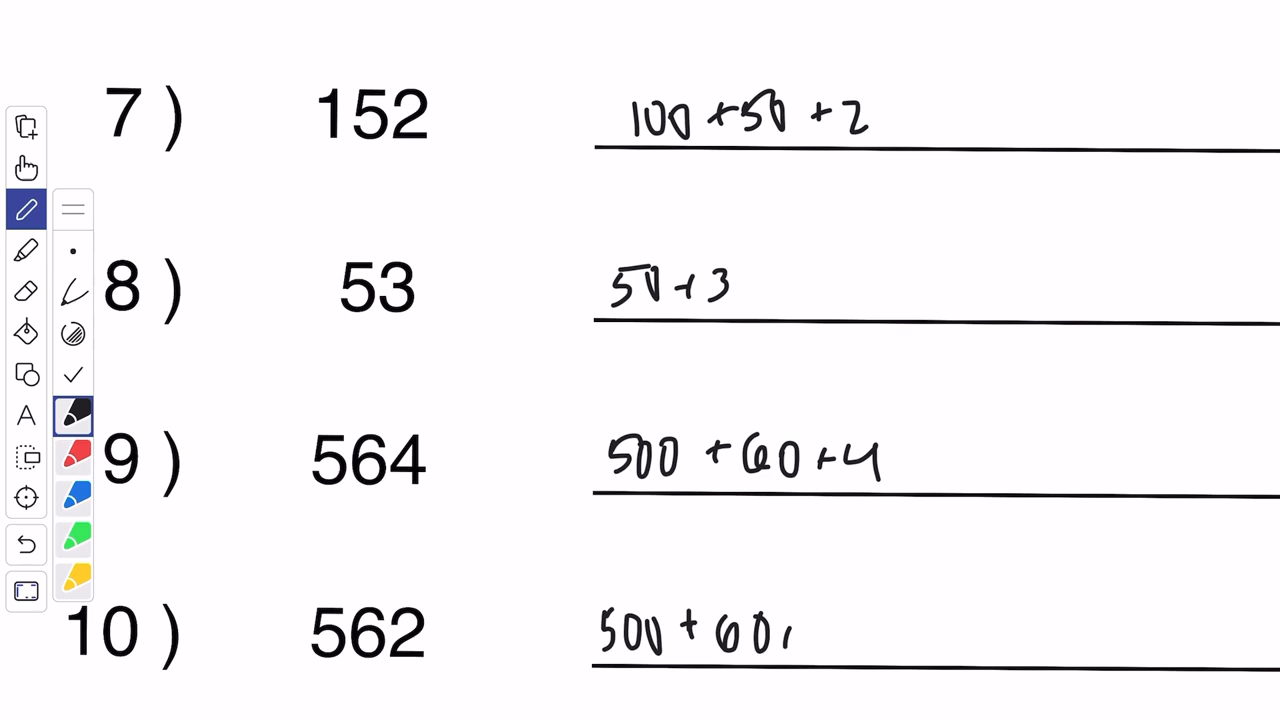 7 ) 152 100 +50 +2
8 ) 53 50+3
9 ) 564 500 +60+4
10 ) 562 500 + 60